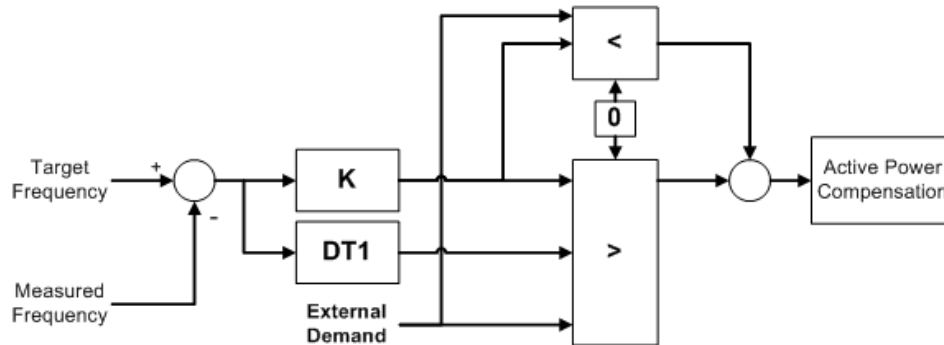 <
0
Target
Frequency
+
-
K
Active Power
Compensation
DT1
>
Measured
Frequency
External
Demand